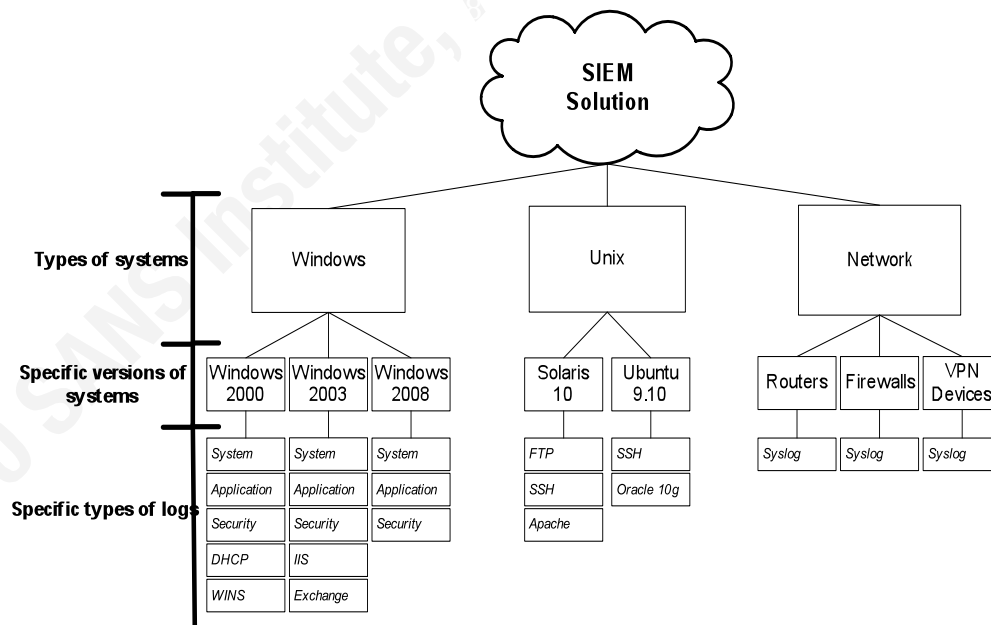 SANS Institute,
SIEM
Solution
Types of systems
Windows
Unix
Network
Specific versions of
systems
Windows
2000
Windows
2003
Windows
2008
Solaris
10
Ubuntu
9.10
Routers
Firewalls
VPN
Devices
Specific types of logs
System
Application
Security
DHCP
WINS
System
Application
Security
IIS
Exchange
System
Application
Security
FTP
SSH
Apache
SSH
Oracle 10g
Syslog
Syslog
Syslog